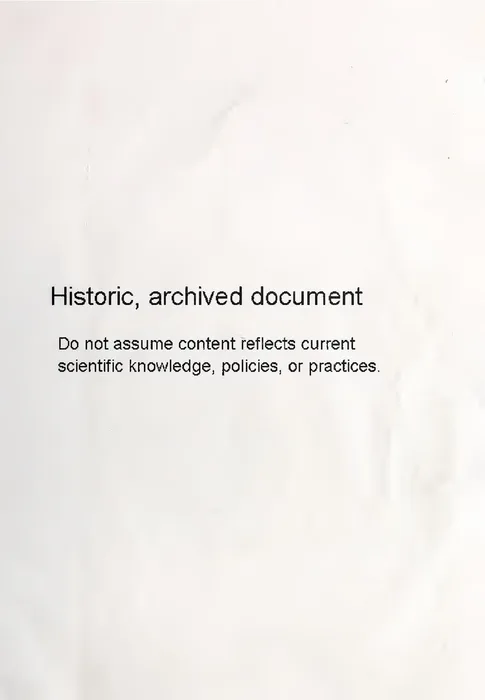 Historic, archived document
Do not assume content reflects current
scientific knowledge, policies, or practices.